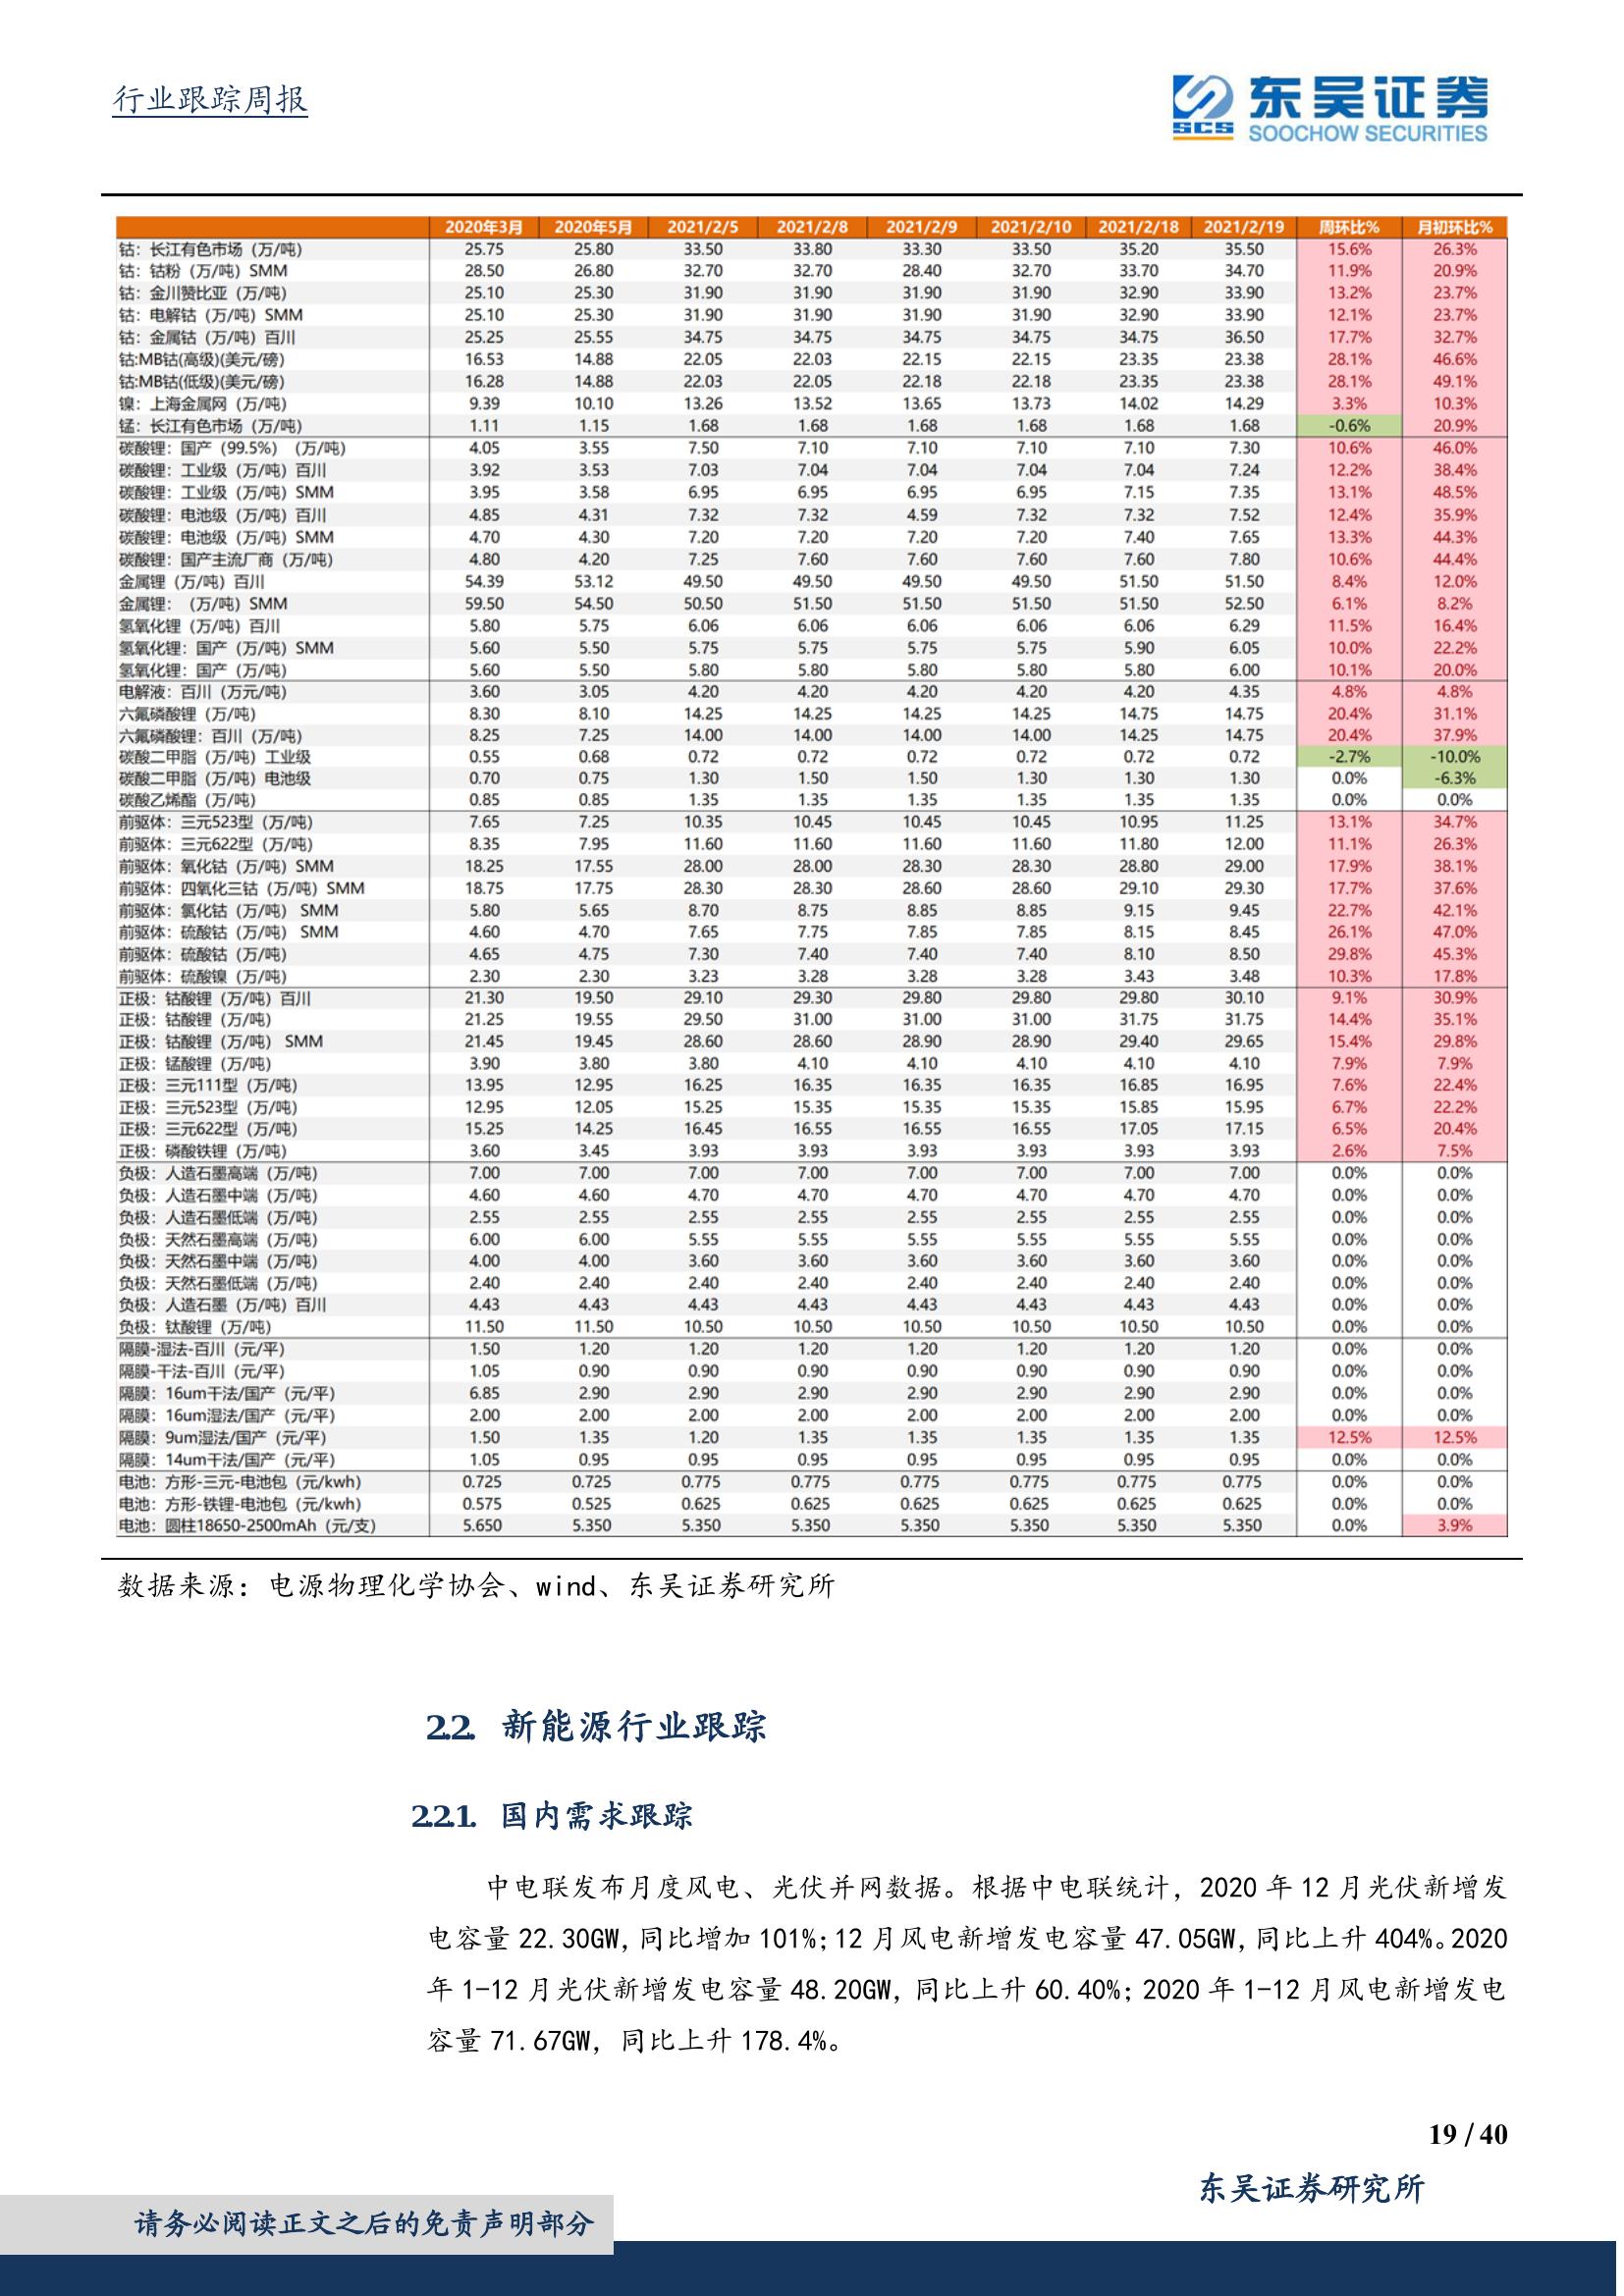 行业跟踪周报
SCS 东吴证券
SOOCHOW SECURITIES
2020年3月 2020年5月 2021/2/5 2021/2/8 2021/2/9 2021/2/10 2021/2/18 2021/2/19 周环比% 月初环比%
钴：长江有色市场（万/吨） 25.75 25.80 33.50 33.80 33.30 33.50 35.20 35.50 15.6% 26.3%
钴：钴粉（万/吨）SMM 28.50 26.80 32.70 32.70 28.40 32.70 33.70 34.70 11.9% 20.9%
钴：金川赞比亚（万/吨） 25.10 25.30 31.90 31.90 31.90 31.90 32.90 33.90 13.2% 23.7%
钴：电解钴（万/吨）SMM 25.10 25.30 31.90 31.90 31.90 31.90 32.90 33.90 12.1% 23.7%
钴：金属钴（万/吨）百川 25.25 25.55 34.75 34.75 34.75 34.75 34.75 36.50 17.7% 32.7%
钴:MB钴(高级)(美元/磅) 16.53 14.88 22.05 22.03 22.15 22.15 23.35 23.38 28.1% 46.6%
钴:MB钴(低级)(美元/磅) 16.28 14.88 22.03 22.05 22.18 22.18 23.35 23.38 28.1% 49.1%
镍：上海金属网（万/吨） 9.39 10.10 13.26 13.52 13.65 13.73 14.02 14.29 3.3% 10.3%
锰：长江有色市场（万/吨） 1.11 1.15 1.68 1.68 1.68 1.68 1.68 1.68 -0.6% 20.9%
碳酸锂：国产（99.5%）（万/吨） 4.05 3.55 7.50 7.10 7.10 7.10 7.10 7.30 10.6% 46.0%
碳酸锂：工业级（万/吨）百川 3.92 3.53 7.03 7.04 7.04 7.04 7.04 7.24 12.2% 38.4%
碳酸锂：工业级（万/吨）SMM 3.95 3.58 6.95 6.95 6.95 6.95 7.15 7.35 13.1% 48.5%
碳酸锂：电池级（万/吨）百川 4.85 4.31 7.32 7.32 4.59 7.32 7.32 7.52 12.4% 35.9%
碳酸锂：电池级（万/吨）SMM 4.70 4.30 7.20 7.20 7.20 7.20 7.40 7.65 13.3% 44.3%
碳酸锂：国产主流厂商（万/吨） 4.80 4.20 7.25 7.60 7.60 7.60 7.60 7.80 10.6% 44.4%
金属锂（万/吨）百川 54.39 53.12 49.50 49.50 49.50 49.50 51.50 51.50 8.4% 12.0%
金属锂：（万/吨）SMM 59.50 54.50 50.50 51.50 51.50 51.50 51.50 52.50 6.1% 8.2%
氢氧化锂（万/吨）百川 5.80 5.75 6.06 6.06 6.06 6.06 6.06 6.29 11.5% 16.4%
氢氧化锂：国产（万/吨）SMM 5.60 5.50 5.75 5.75 5.75 5.75 5.90 6.05 10.0% 22.2%
氢氧化锂：国产（万/吨） 5.60 5.50 5.80 5.80 5.80 5.80 5.80 6.00 10.1% 20.0%
电解液：百川（万元/吨） 3.60 3.05 4.20 4.20 4.20 4.20 4.20 4.35 4.8% 4.8%
六氟磷酸锂（万/吨） 8.30 8.10 14.25 14.25 14.25 14.25 14.75 14.75 20.4% 31.1%
六氟磷酸锂：百川（万/吨） 8.25 7.25 14.00 14.00 14.00 14.00 14.25 14.75 20.4% 37.9%
碳酸二甲脂（万/吨）工业级 0.55 0.68 0.72 0.72 0.72 0.72 0.72 0.72 -2.7% -10.0%
碳酸二甲脂（万/吨）电池级 0.70 0.75 1.30 1.50 1.50 1.30 1.30 1.30 0.0% -6.3%
碳酸乙烯酯（万/吨） 0.85 0.85 1.35 1.35 1.35 1.35 1.35 1.35 0.0% 0.0%
前驱体：三元523型（万/吨） 7.65 7.25 10.35 10.45 10.45 10.45 10.95 11.25 13.1% 34.7%
前驱体：三元622型（万/吨） 8.35 7.95 11.60 11.60 11.60 11.60 11.80 12.00 11.1% 26.3%
前驱体：氧化钴（万/吨）SMM 18.25 17.55 28.00 28.00 28.30 28.30 28.80 29.00 17.9% 38.1%
前驱体：四氧化三钴（万/吨）SMM 18.75 17.75 28.30 28.30 28.60 28.60 29.10 29.30 17.7% 37.6%
前驱体：氯化钴（万/吨） SMM 5.80 5.65 8.70 8.75 8.85 8.85 9.15 9.45 22.7% 42.1%
前驱体：硫酸钴（万/吨） SMM 4.60 4.70 7.65 7.75 7.85 7.85 8.15 8.45 26.1% 47.0%
前驱体：硫酸钴（万/吨） 4.65 4.75 7.30 7.40 7.40 7.40 8.10 8.50 29.8% 45.3%
前驱体：硫酸镍（万/吨） 2.30 2.30 3.23 3.28 3.28 3.28 3.43 3.48 10.3% 17.8%
正极：钴酸锂（万/吨）百川 21.30 19.50 29.10 29.30 29.80 29.80 29.80 30.10 9.1% 30.9%
正极：钴酸锂（万/吨） 21.25 19.55 29.50 31.00 31.00 31.00 31.75 31.75 14.4% 35.1%
正极：钴酸锂（万/吨） SMM 21.45 19.45 28.60 28.60 28.90 28.90 29.40 29.65 15.4% 29.8%
正极：锰酸锂（万/吨） 3.90 3.80 3.80 4.10 4.10 4.10 4.10 4.10 7.9% 7.9%
正极：三元111型（万/吨） 13.95 12.95 16.25 16.35 16.35 16.35 16.85 16.95 7.6% 22.4%
正极：三元523型（万/吨） 12.95 12.05 15.25 15.35 15.35 15.35 15.85 15.95 6.7% 22.2%
正极：三元622型（万/吨） 15.25 14.25 16.45 16.55 16.55 16.55 17.05 17.15 6.5% 20.4%
正极：磷酸铁锂（万/吨） 3.60 3.45 3.93 3.93 3.93 3.93 3.93 3.93 2.6% 7.5%
负极：人造石墨高端（万/吨） 7.00 7.00 7.00 7.00 7.00 7.00 7.00 7.00 0.0% 0.0%
负极：人造石墨中端（万/吨） 4.60 4.60 4.70 4.70 4.70 4.70 4.70 4.70 0.0% 0.0%
负极：人造石墨低端（万/吨） 2.55 2.55 2.55 2.55 2.55 2.55 2.55 2.55 0.0% 0.0%
负极：天然石墨高端（万/吨） 6.00 6.00 5.55 5.55 5.55 5.55 5.55 5.55 0.0% 0.0%
负极：天然石墨中端（万/吨） 4.00 4.00 3.60 3.60 3.60 3.60 3.60 3.60 0.0% 0.0%
负极：天然石墨低端（万/吨） 2.40 2.40 2.40 2.40 2.40 2.40 2.40 2.40 0.0% 0.0%
负极：人造石墨（万/吨）百川 4.43 4.43 4.43 4.43 4.43 4.43 4.43 4.43 0.0% 0.0%
负极：钛酸锂（万/吨） 11.50 11.50 10.50 10.50 10.50 10.50 10.50 10.50 0.0% 0.0%
隔膜-湿法-百川（元/平） 1.50 1.20 1.20 1.20 1.20 1.20 1.20 1.20 0.0% 0.0%
隔膜-干法-百川（元/平） 1.05 0.90 0.90 0.90 0.90 0.90 0.90 0.90 0.0% 0.0%
隔膜：16um干法/国产（元/平） 6.85 2.90 2.90 2.90 2.90 2.90 2.90 2.90 0.0% 0.0%
隔膜：16um湿法/国产（元/平） 2.00 2.00 2.00 2.00 2.00 2.00 2.00 2.00 0.0% 0.0%
隔膜：9um湿法/国产（元/平） 1.50 1.35 1.20 1.35 1.35 1.35 1.35 1.35 12.5% 12.5%
隔膜：14um干法/国产（元/平） 1.05 0.95 0.95 0.95 0.95 0.95 0.95 0.95 0.0% 0.0%
电池：方形-三元-电池包（元/kwh） 0.725 0.725 0.775 0.775 0.775 0.775 0.775 0.775 0.0% 0.0%
电池：方形-铁锂-电池包（元/kwh） 0.575 0.525 0.625 0.625 0.625 0.625 0.625 0.625 0.0% 0.0%
电池：圆柱18650-2500mAh（元/支） 5.650 5.350 5.350 5.350 5.350 5.350 5.350 5.350 0.0% 3.9%
数据来源：电源物理化学协会、wind、东吴证券研究所
2.2. 新能源行业跟踪
2.2.1. 国内需求跟踪
中电联发布月度风电、光伏并网数据。根据中电联统计，2020 年 12 月光伏新增发
电容量 22.30GW，同比增加 101%；12 月风电新增发电容量 47.05GW，同比上升 404%。2020
年 1-12 月光伏新增发电容量 48.20GW，同比上升 60.40%；2020 年 1-12 月风电新增发电
容量 71.67GW，同比上升 178.4%。
19 / 40
东吴证券研究所
请务必阅读正文之后的免责声明部分